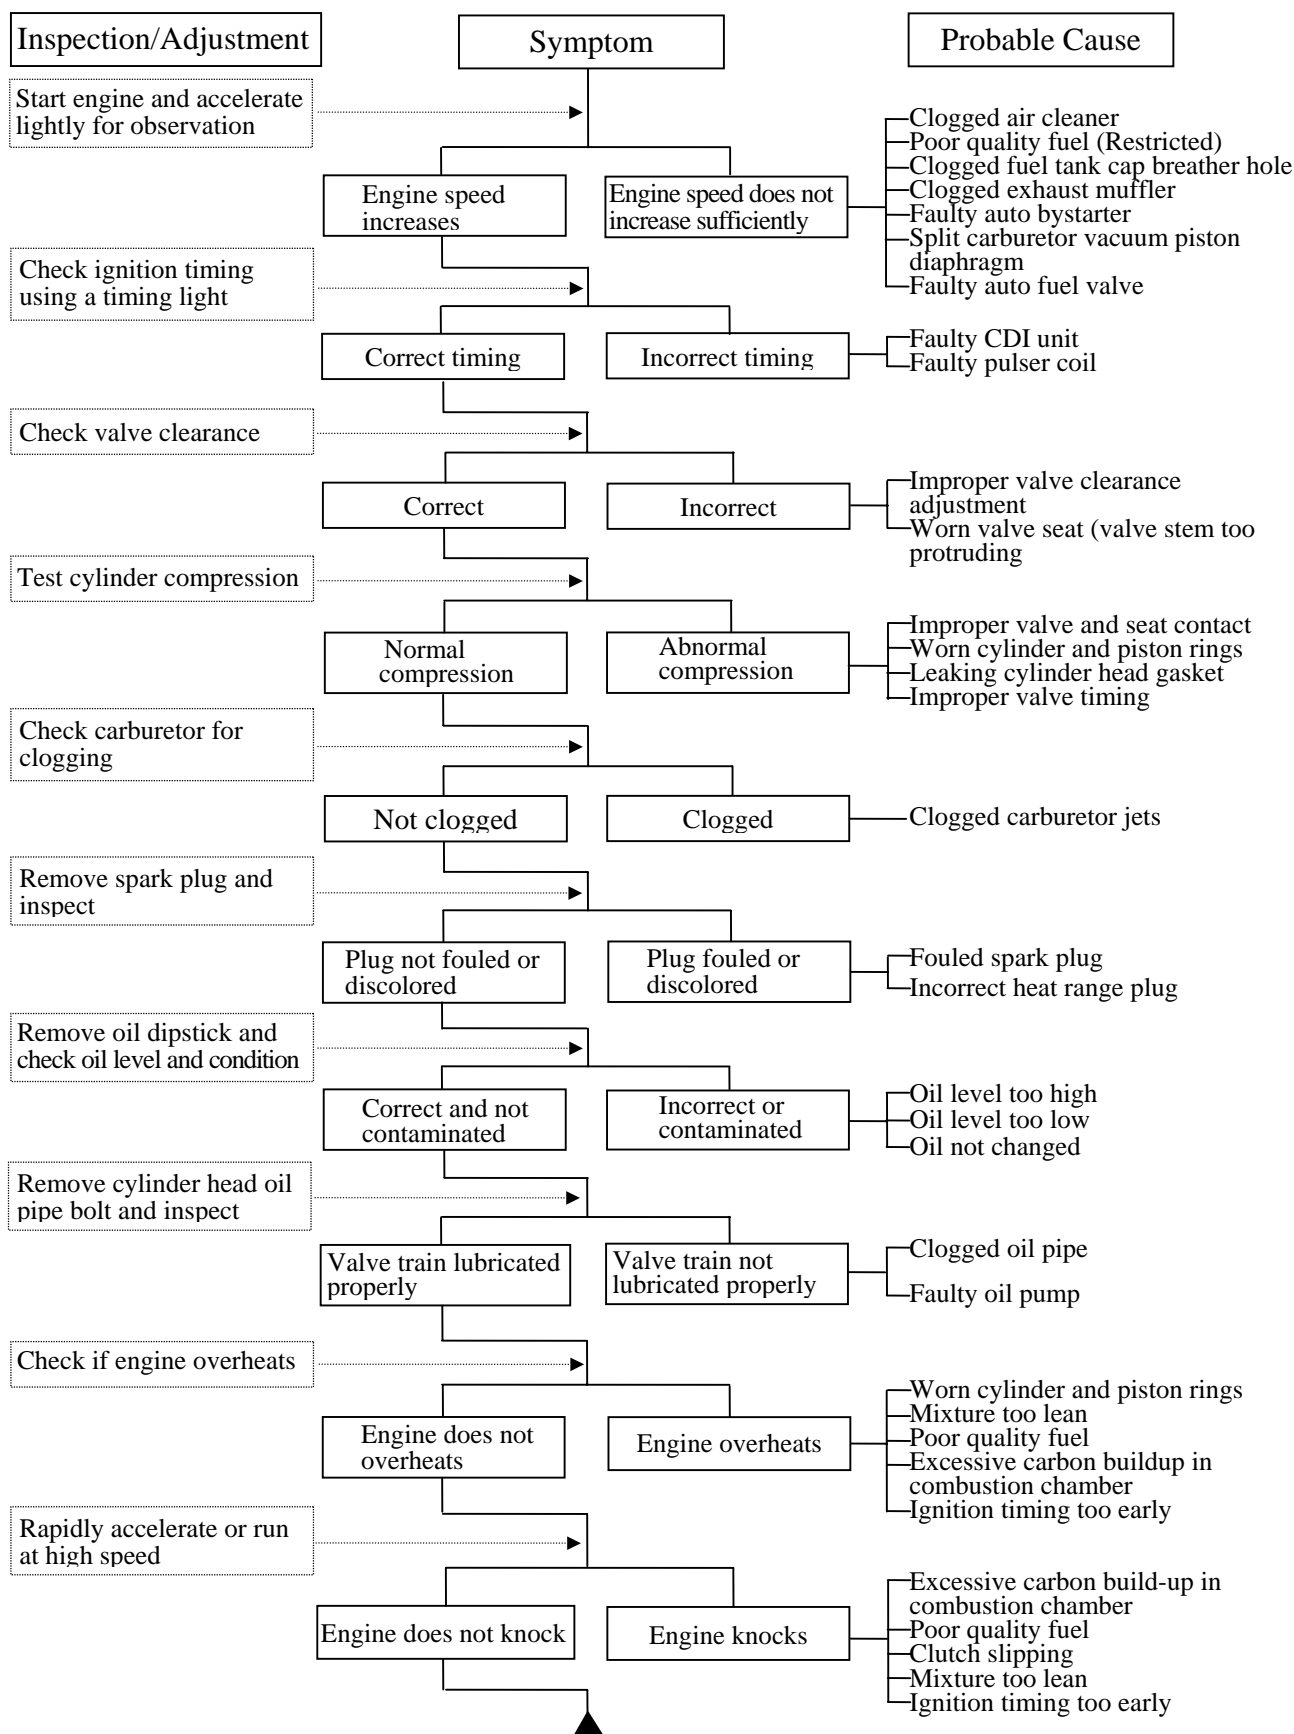 Inspection/Adjustment
Symptom
Probable Cause
Start engine and accelerate
lightly for observation
Engine speed
increases
Engine speed does not
increase sufficiently
Clogged air cleaner
Poor quality fuel (Restricted)
Clogged fuel tank cap breather hole
Clogged exhaust muffler
Faulty auto bystarter
Split carburetor vacuum piston
diaphragm
Faulty auto fuel valve
Check ignition timing
using a timing light
Correct timing
Incorrect timing
Faulty CDI unit
Faulty pulser coil
Check valve clearance
Correct
Incorrect
Improper valve clearance
adjustment
Worn valve seat (valve stem too
protruding
Test cylinder compression
Normal
compression
Abnormal
compression
Improper valve and seat contact
Worn cylinder and piston rings
Leaking cylinder head gasket
Improper valve timing
Check carburetor for
clogging
Not clogged
Clogged
Clogged carburetor jets
Remove spark plug and
inspect
Plug not fouled or
discolored
Plug fouled or
discolored
Fouled spark plug
Incorrect heat range plug
Remove oil dipstick and
check oil level and condition
Correct and not
contaminated
Incorrect or
contaminated
Oil level too high
Oil level too low
Oil not changed
Remove cylinder head oil
pipe bolt and inspect
Valve train lubricated
properly
Valve train not
lubricated properly
Clogged oil pipe
Faulty oil pump
Check if engine overheats
Engine does not
overheats
Engine overheats
Worn cylinder and piston rings
Mixture too lean
Poor quality fuel
Excessive carbon buildup in
combustion chamber
Ignition timing too early
Rapidly accelerate or run
at high speed
Engine does not knock
Engine knocks
Excessive carbon build-up in
combustion chamber
Poor quality fuel
Clutch slipping
Mixture too lean
Ignition timing too early